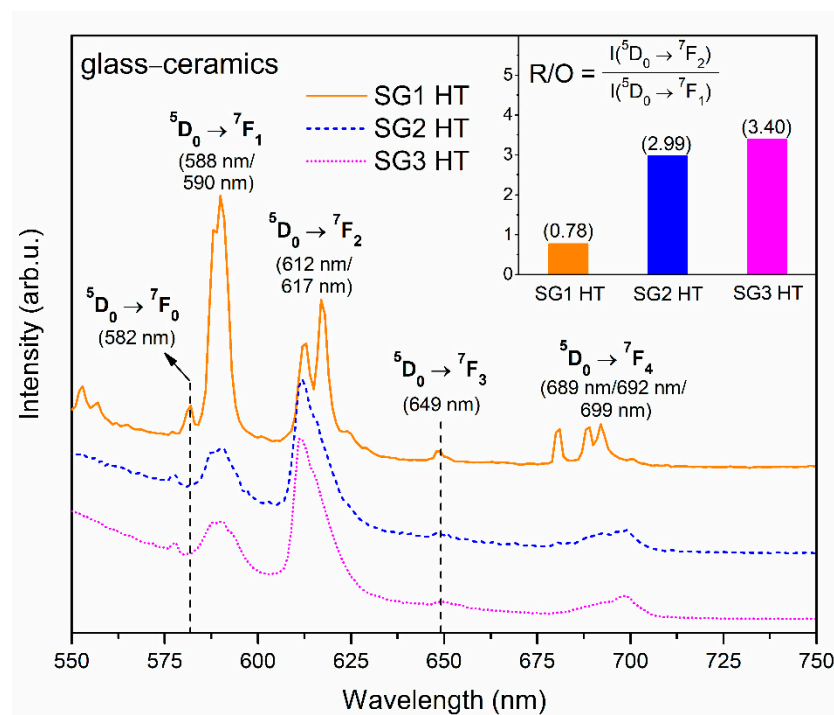 glass–ceramics
SG1 HT
SG2 HT
SG3 HT
⁵D₀ → ⁷F₁
(588 nm/
590 nm)
⁵D₀ → ⁷F₂
(612 nm/
617 nm)
⁵D₀ → ⁷F₀
(582 nm)
⁵D₀ → ⁷F₃
(649 nm)
⁵D₀ → ⁷F₄
(689 nm/692 nm/
699 nm)
R/O = I(⁵D₀ → ⁷F₂)
I(⁵D₀ → ⁷F₁)
5
4
3
2
1
0
(0.78)
(2.99)
(3.40)
SG1 HT
SG2 HT
SG3 HT
Intensity (arb.u.)
550 575 600 625 650 675 700 725 750
Wavelength (nm)